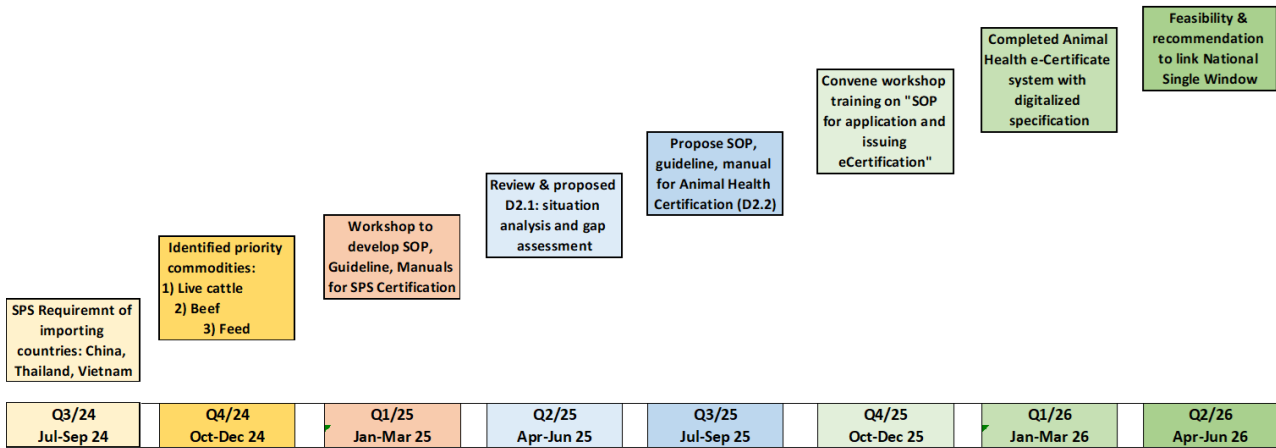 SPS Requiremnt of
importing
countries: China,
Thailand, Vietnam
Identified priority
commodities:
1) Live cattle
2) Beef
3) Feed
Workshop to
develop SOP,
Guideline, Manuals
for SPS Certification
Review & proposed
D2.1: situation
analysis and gap
assessment
Propose SOP,
guideline, manual
for Animal Health
Certification (D2.2)
Convene workshop
training on "SOP
for application and
issuing
eCertification"
Completed Animal
Health e-Certificate
system with
digitalized
specification
Feasibility &
recommendation
to link National
Single Window
Q3/24
Jul-Sep 24
Q4/24
Oct-Dec 24
Q1/25
Jan-Mar 25
Q2/25
Apr-Jun 25
Q3/25
Jul-Sep 25
Q4/25
Oct-Dec 25
Q1/26
Jan-Mar 26
Q2/26
Apr-Jun 26